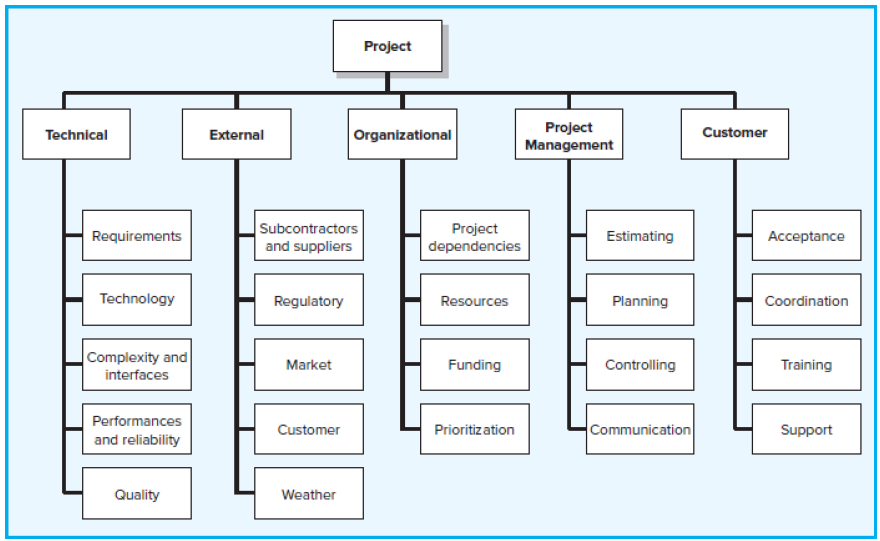 Project
Technical
External
Organizational
Project
Management
Customer
Requirements
Technology
Complexity and
interfaces
Performances
and reliability
Quality
Subcontractors
and suppliers
Regulatory
Market
Customer
Weather
Project
dependencies
Resources
Funding
Prioritization
Estimating
Planning
Controlling
Communication
Acceptance
Coordination
Training
Support